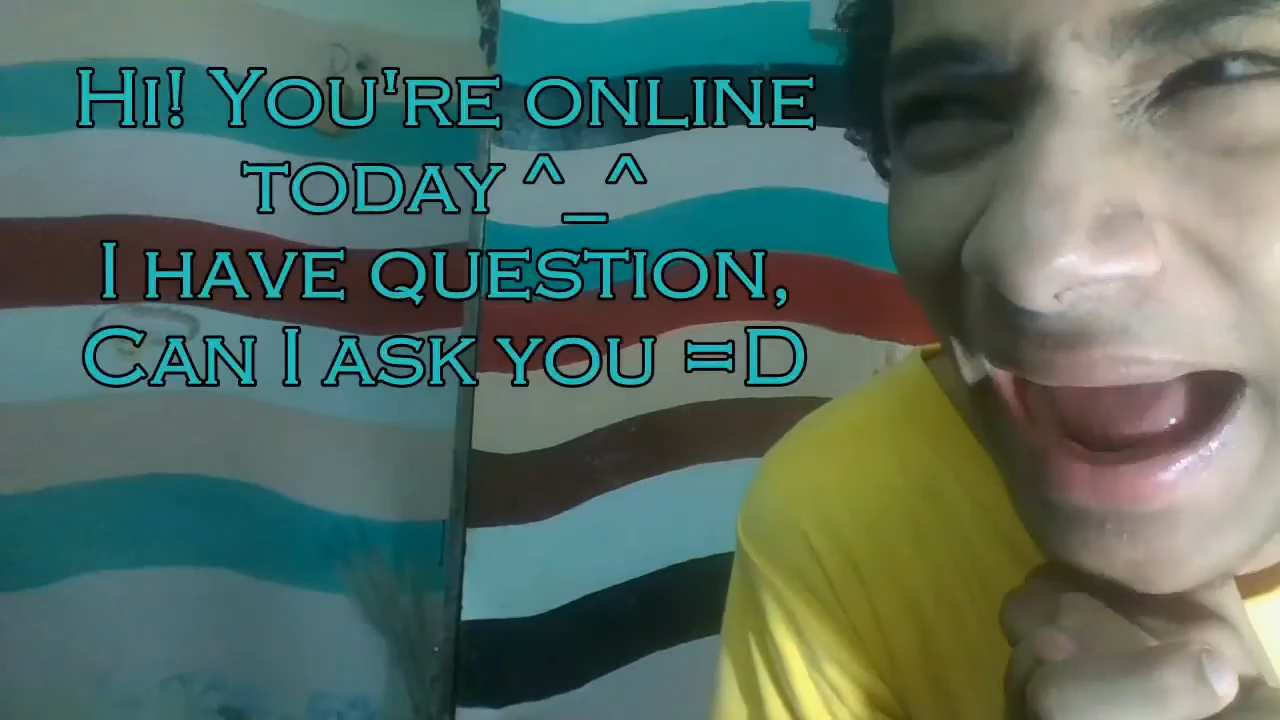 Hi! You're online
today ^_^
I have question,
Can I ask you =D